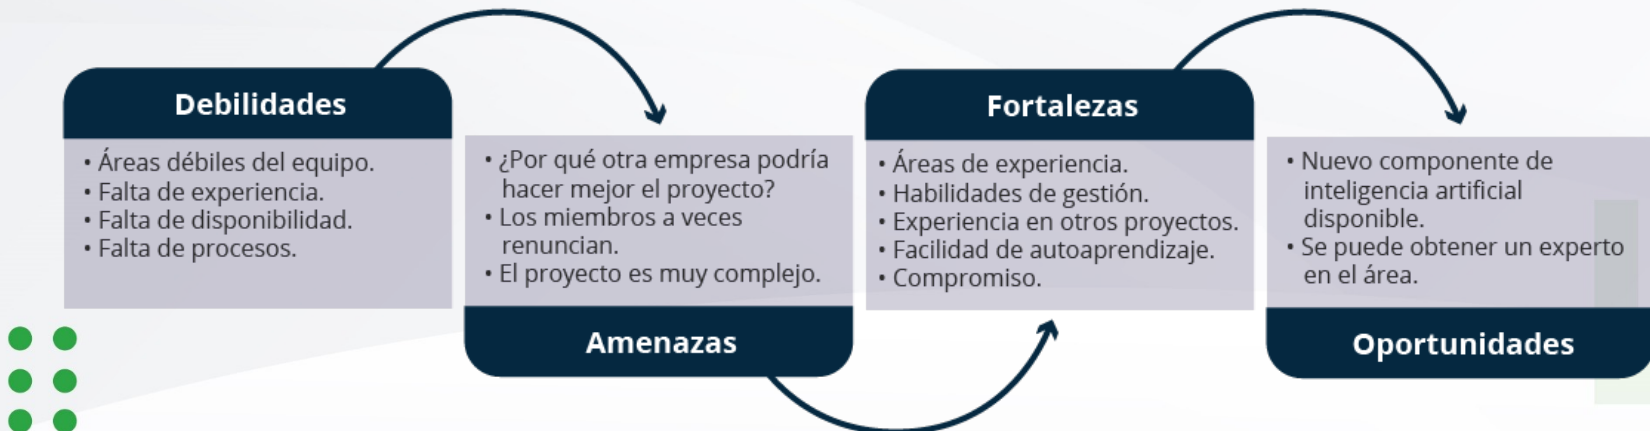 Debilidades
• Áreas débiles del equipo.
• Falta de experiencia.
• Falta de disponibilidad.
• Falta de procesos.
• ¿Por qué otra empresa podría
hacer mejor el proyecto?
• Los miembros a veces
renuncian.
• El proyecto es muy complejo.
Amenazas
Fortalezas
• Áreas de experiencia.
• Habilidades de gestión.
• Experiencia en otros proyectos.
• Facilidad de autoaprendizaje.
• Compromiso.
• Nuevo componente de
inteligencia artificial
disponible.
• Se puede obtener un experto
en el área.
Oportunidades